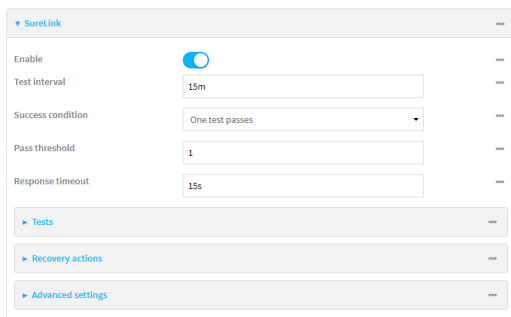 SureLink
Enable
Test interval
15m
Success condition
One test passes
Pass threshold
1
Response timeout
15s
Tests
Recovery actions
Advanced settings